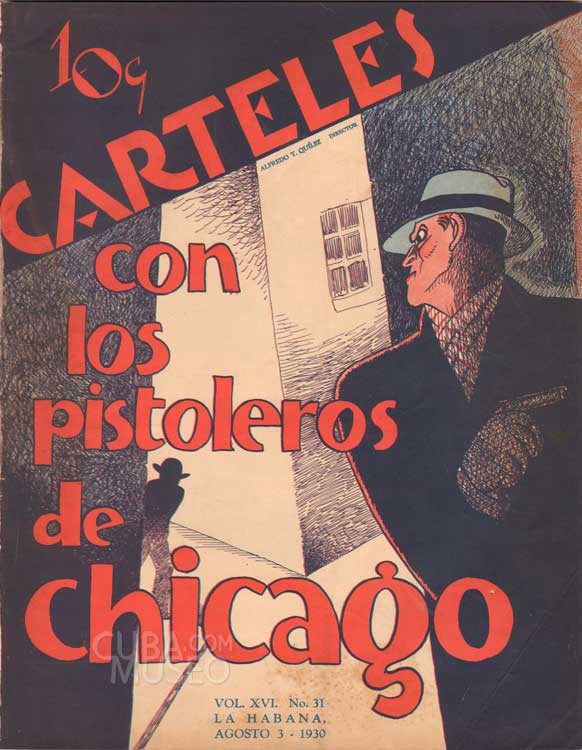 10¢
CARTELES
ALFREDO T. QUÍLEZ DIRECTOR
con
los
pistoleros
de
chicago
CUBA.COM
MUSEO
VOL. XVI. No. 31
LA HABANA,
AGOSTO 3 - 1930